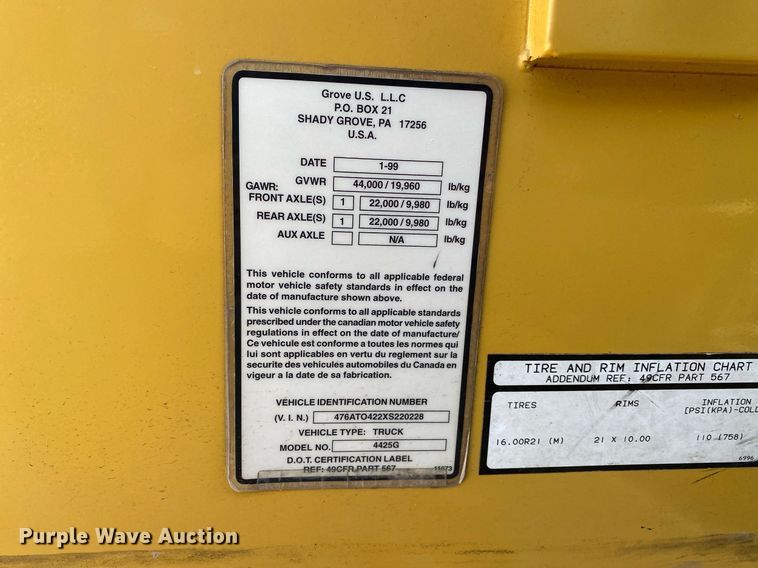 Grove U.S. L.L.C
P.O. BOX 21
SHADY GROVE, PA 17256
U.S.A.
DATE 1-99
GVWR 44,000 / 19,960 lb/kg
GAWR:
FRONT AXLE(S) 1 22,000 / 9,980 lb/kg
REAR AXLE(S) 1 22,000 / 9,980 lb/kg
AUX AXLE N/A lb/kg
This vehicle conforms to all applicable federal
motor vehicle safety standards in effect on the
date of manufacture shown above.
This vehicle conforms to all applicable standards
prescribed under the canadian motor vehicle safety
regulations in effect on the date of manufacture/
Ce vehicule est conforme a toutes les normes qui
lui sont applicables en vertu du reglement sur la
securite des vehicules automobiles du Canada en
vigeur a la date de sa fabrication.
VEHICLE IDENTIFICATION NUMBER
(V. I. N.) 476ATO422XS220228
VEHICLE TYPE: TRUCK
MODEL NO. 4425G
D.O.T. CERTIFICATION LABEL
REF: 49CFR PART 567 11673
TIRE AND RIM INFLATION CHART
ADDENDUM REF: 49CFR PART 567
TIRES RIMS INFLATION
[PSI(KPA)-COLD
16.00R21 (M) 21 X 10.00 110 (758)
6996
Purple Wave Auction